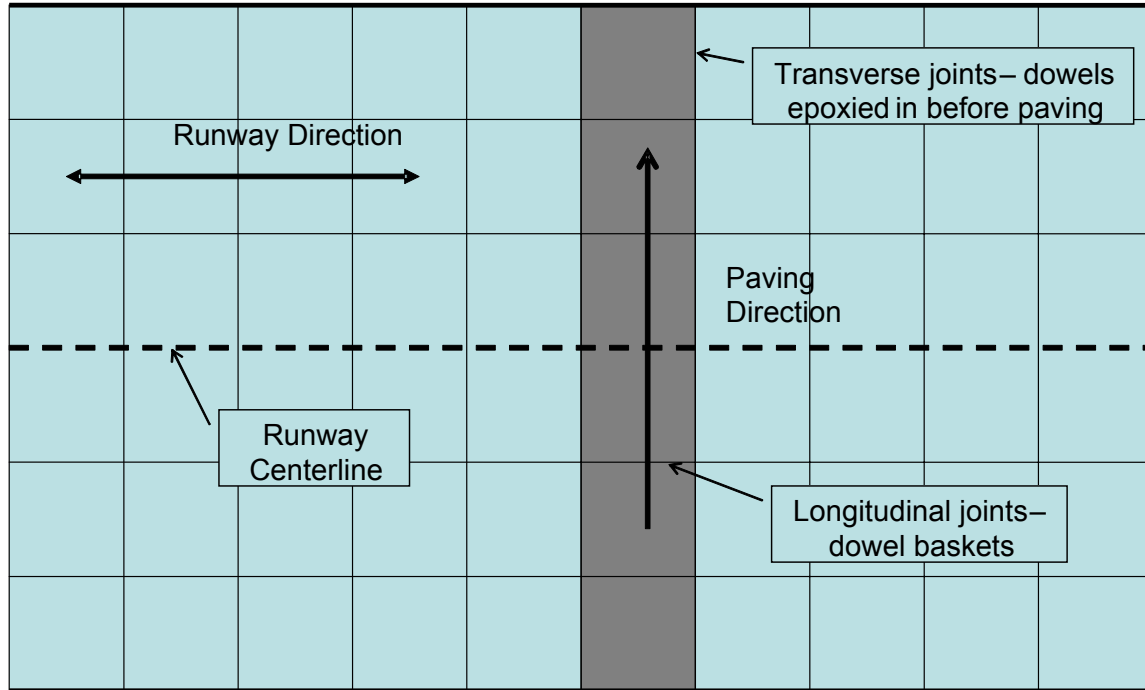 Transverse joints– dowels
epoxied in before paving
Runway Direction
Paving
Direction
Runway
Centerline
Longitudinal joints–
dowel baskets